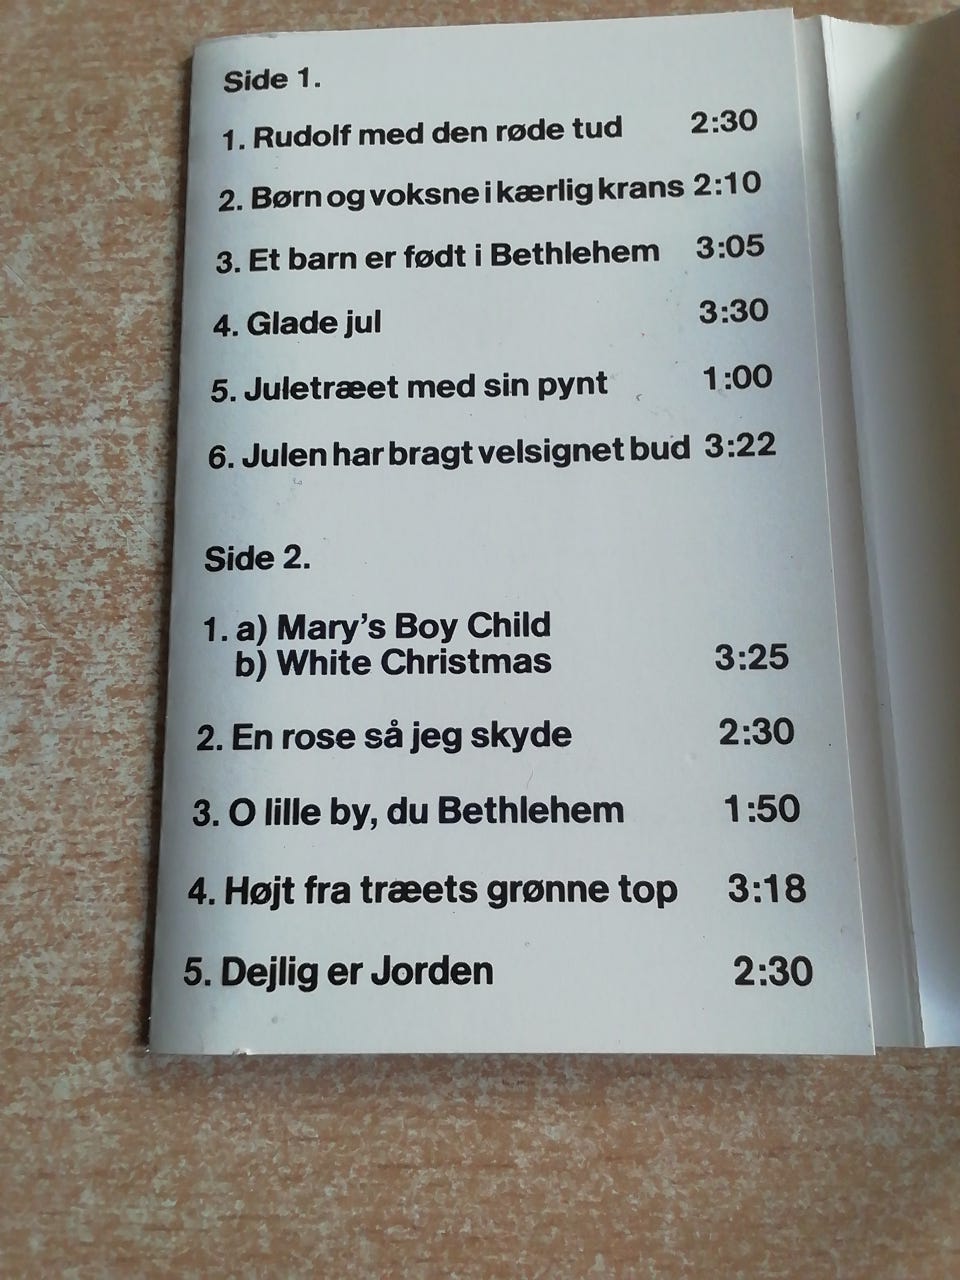 Side 1.
1. Rudolf med den røde tud 2:30
2. Børn og voksne i kærlig krans 2:10
3. Et barn er født i Bethlehem 3:05
4. Glade jul 3:30
5. Juletræet med sin pynt 1:00
6. Julen har bragt velsignet bud 3:22
Side 2.
1. a) Mary's Boy Child
b) White Christmas 3:25
2. En rose så jeg skyde 2:30
3. O lille by, du Bethlehem 1:50
4. Højt fra træets grønne top 3:18
5. Dejlig er Jorden 2:30